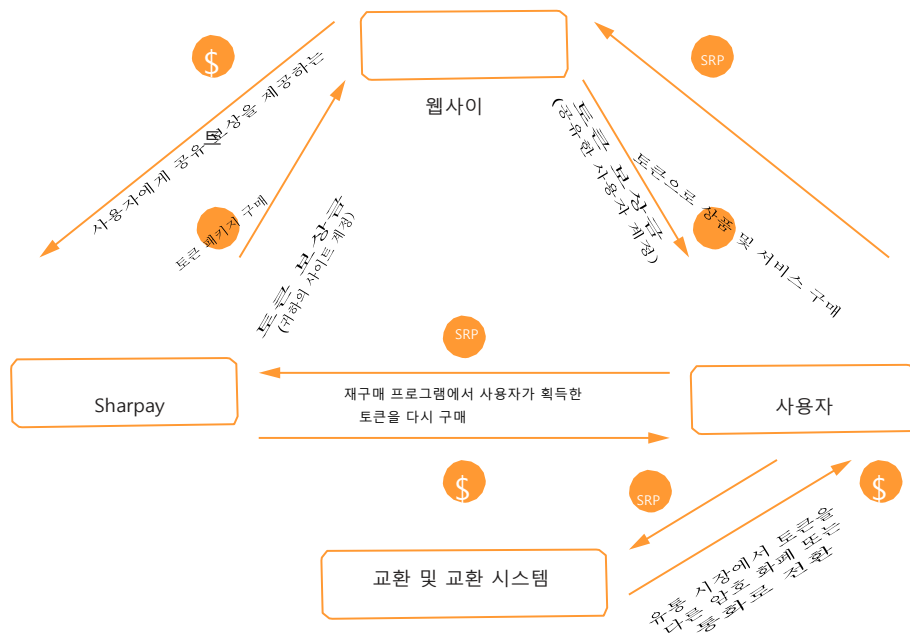 $
SRP
웹사이
트
사용자에게 공유 보상을 제공하는
토큰 패키지 구매
토큰 보상금
(귀하의 사이트 계정)
토큰 보상금
(공유한 사용자 계정)
토큰으로 상품 및 서비스 구매
SRP
Sharpay
재구매 프로그램에서 사용자가 획득한
토큰을 다시 구매
사용자
$
SRP
$
교환 및 교환 시스템
유통 시장에서 토큰을
다른 암호 화폐 또는
통화로 전환